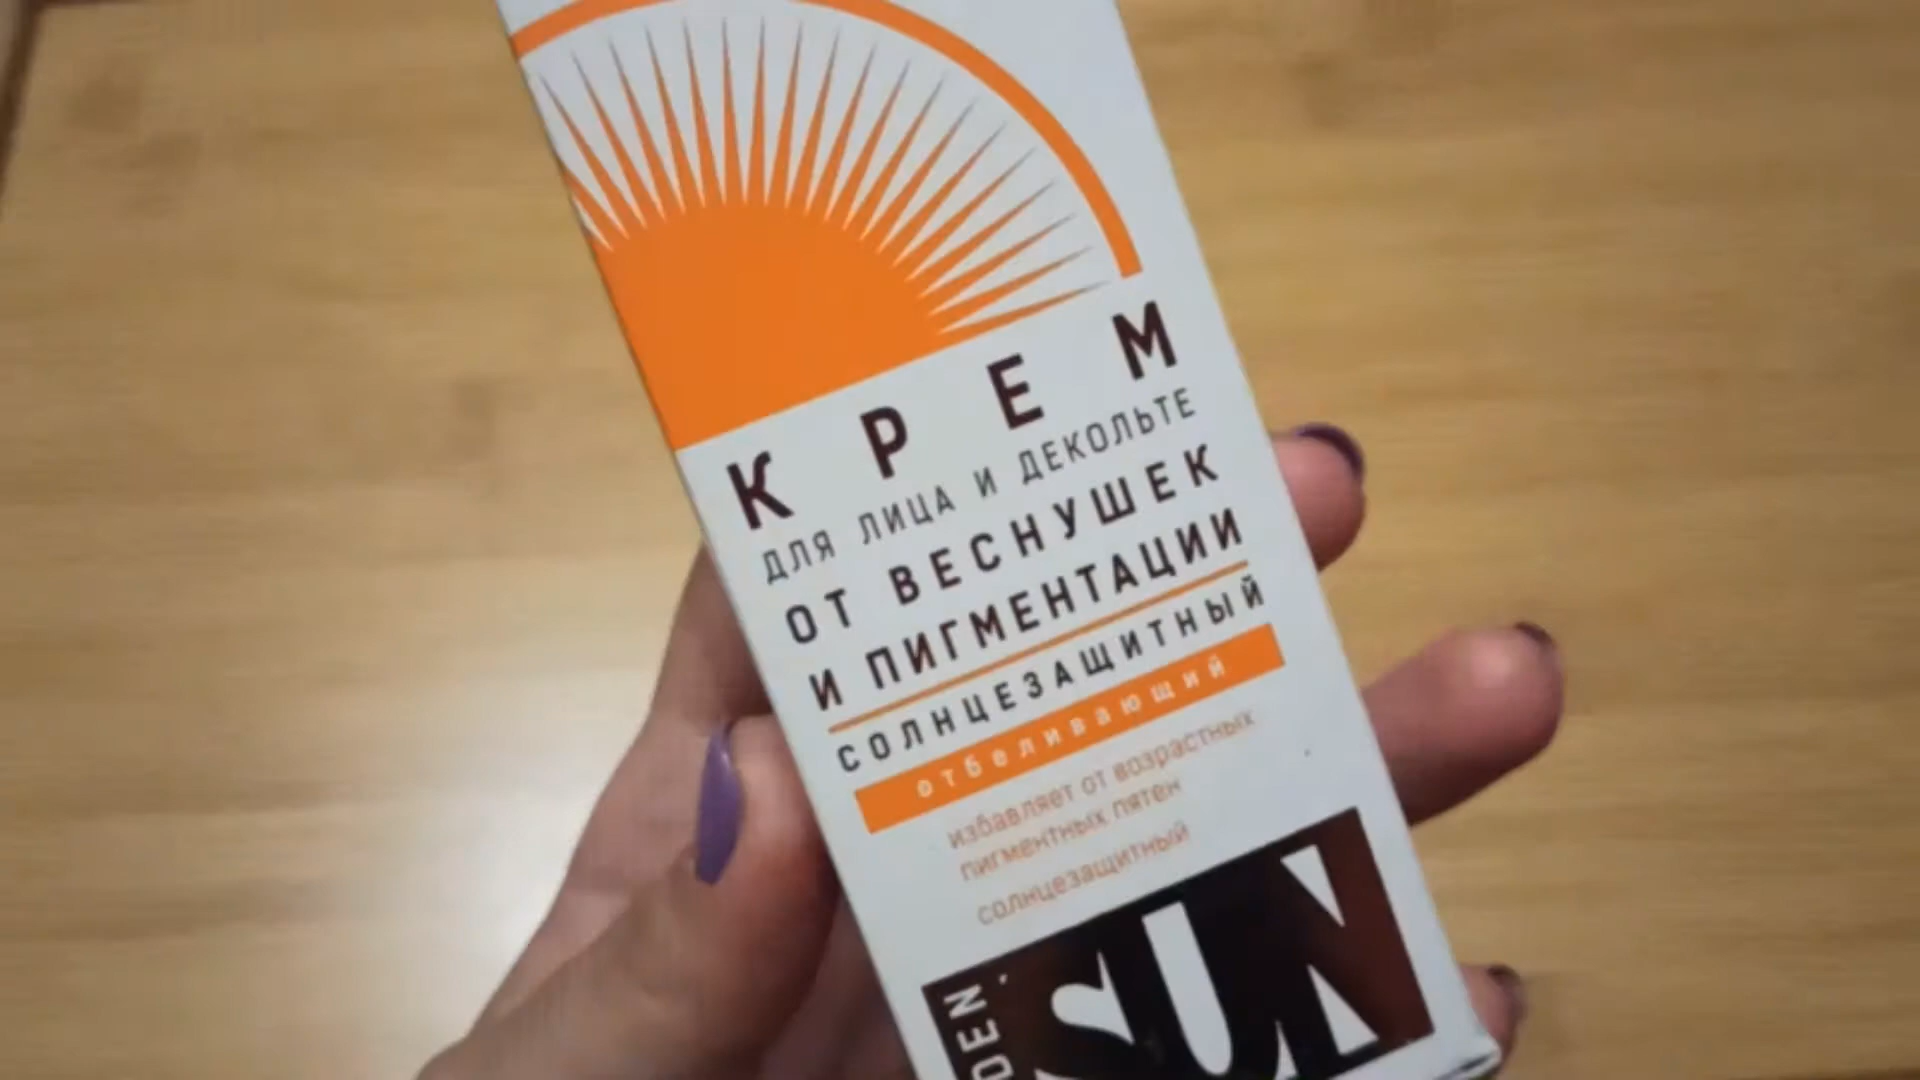 КРЕМ
ДЛЯ ЛИЦА И ДЕКОЛЬТЕ
ОТ ВЕСНУШЕК
И ПИГМЕНТАЦИИ
СОЛНЦЕЗАЩИТНЫЙ
отбеливающий
избавляет от возрастных
пигментных пятен
солнцезащитный
SUN